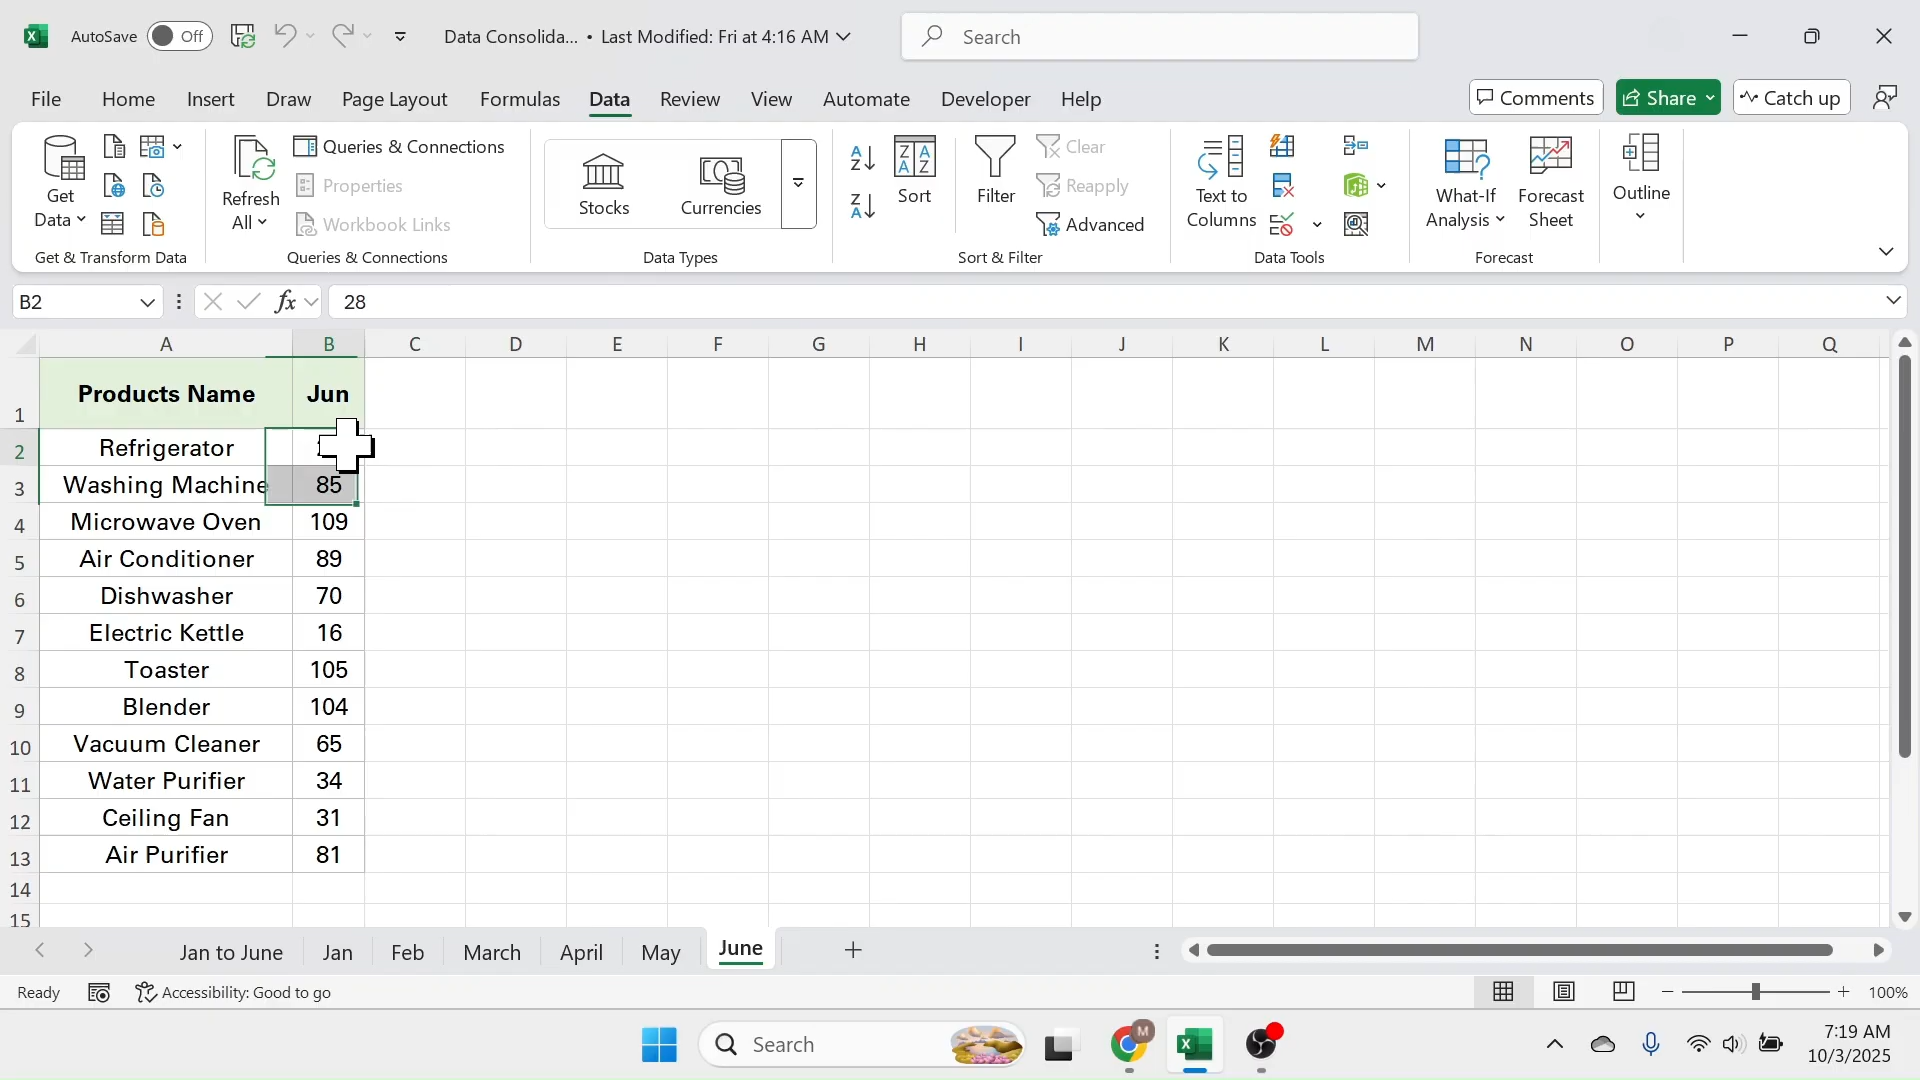 AutoSave Off Data Consolida... • Last Modified: Fri at 4:16 AM Search
File Home Insert Draw Page Layout Formulas Data Review View Automate Developer Help Comments Share Catch up
Get Data
Refresh All
Queries & Connections
Properties
Workbook Links
Stocks
Currencies
Sort
Filter
Clear
Reapply
Advanced
Text to Columns
What-If Analysis
Forecast Sheet
Outline
Get & Transform Data Queries & Connections Data Types Sort & Filter Data Tools Forecast
B2 fx 28
A B C D E F G H I J K L M N O P Q
1 Products Name Jun
2 Refrigerator
3 Washing Machine 85
4 Microwave Oven 109
5 Air Conditioner 89
6 Dishwasher 70
7 Electric Kettle 16
8 Toaster 105
9 Blender 104
10 Vacuum Cleaner 65
11 Water Purifier 34
12 Ceiling Fan 31
13 Air Purifier 81
14
15
Jan to June Jan Feb March April May June
Ready Accessibility: Good to go 100%
Search 7:19 AM
10/3/2025